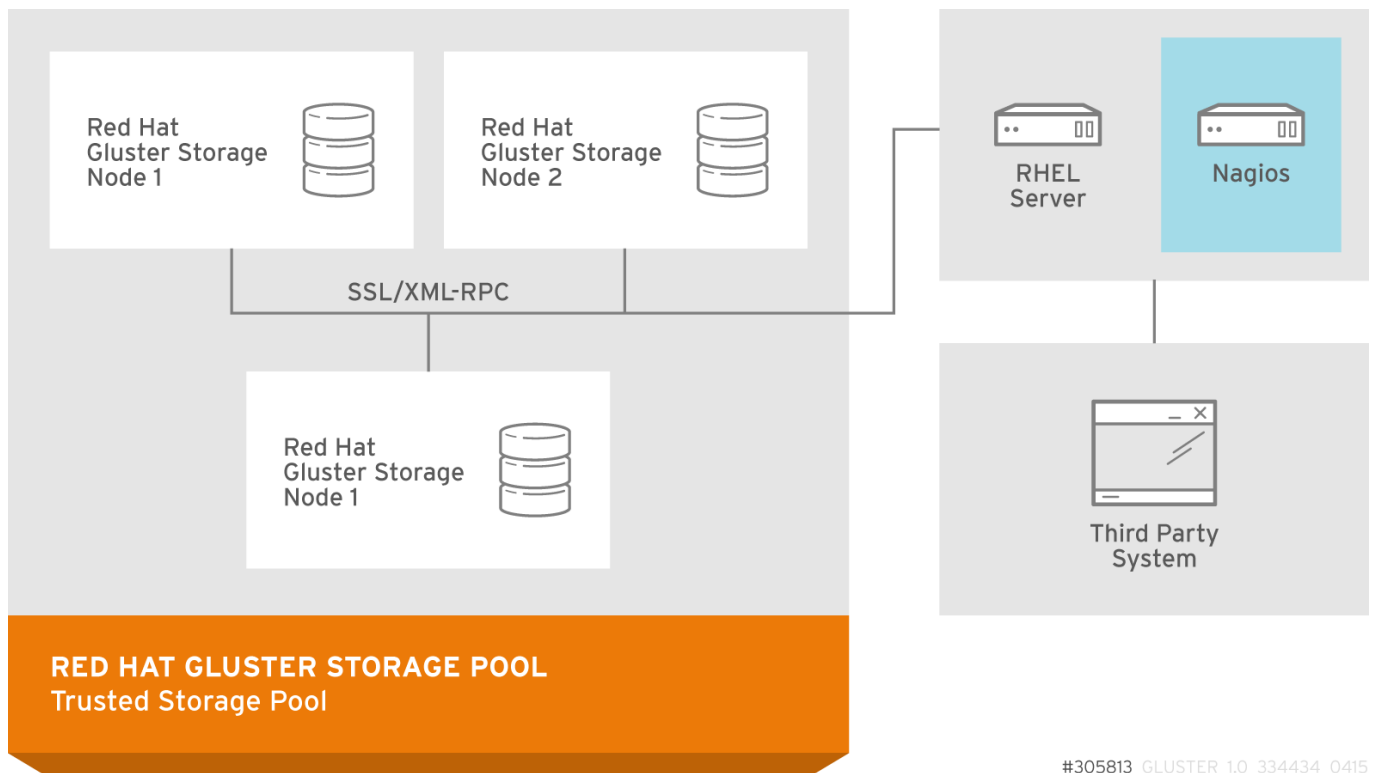 Red Hat
Gluster Storage
Node 1
Red Hat
Gluster Storage
Node 2
SSL/XML-RPC
Red Hat
Gluster Storage
Node 1
RED HAT GLUSTER STORAGE POOL
Trusted Storage Pool
RHEL
Server
Nagios
Third Party
System
#305813 GLUSTER 1.0 334434 0415